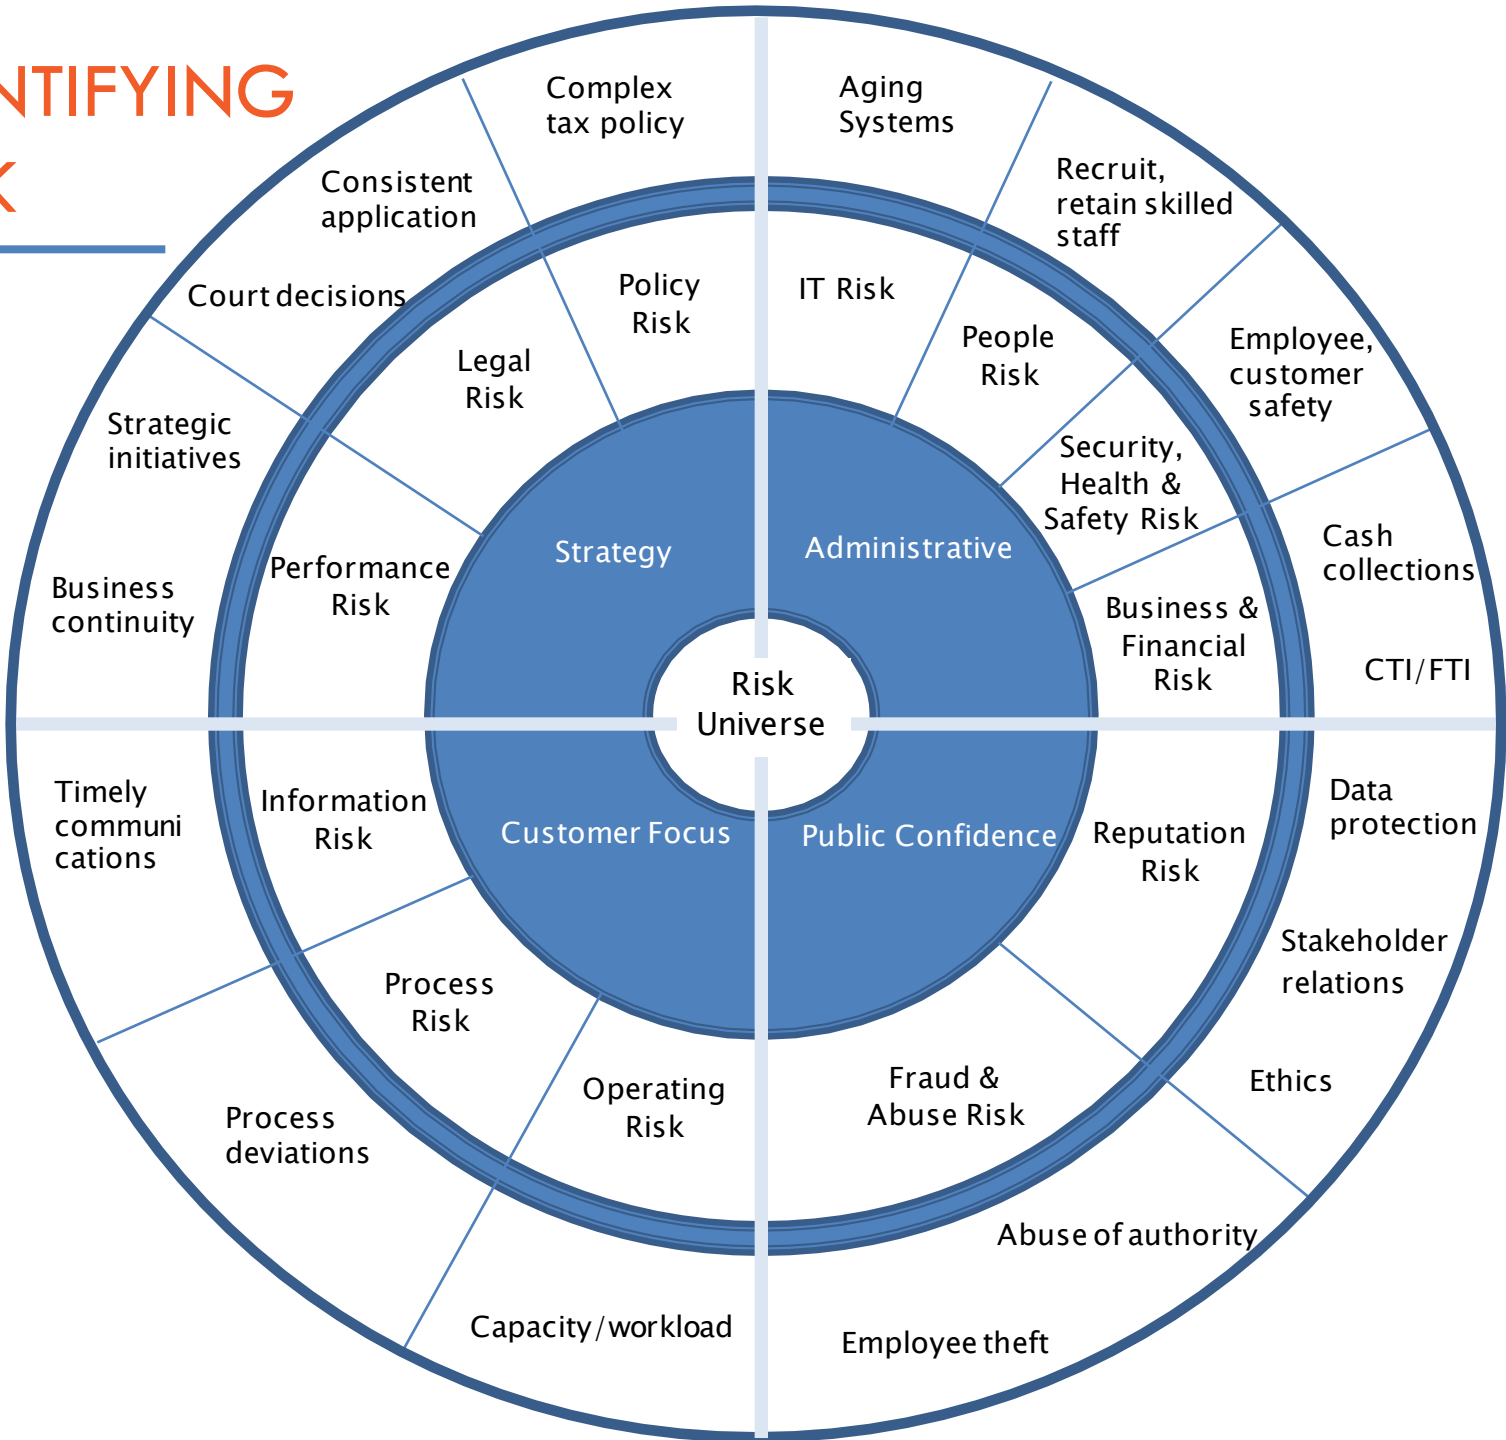 NTIFYING
K
Complex
tax policy
Aging
Systems
Consistent
application
Recruit,
retain skilled
staff
Court decisions
Policy
Risk
IT Risk
Legal
Risk
People
Risk
Employee,
customer
safety
Strategic
initiatives
Security,
Health &
Safety Risk
Strategy
Administrative
Cash
collections
Business
continuity
Performance
Risk
Business &
Financial
Risk
CTI/FTI
Risk
Universe
Timely
communi
cations
Information
Risk
Customer Focus
Public Confidence
Reputation
Risk
Data
protection
Stakeholder
relations
Process
Risk
Operating
Risk
Fraud &
Abuse Risk
Ethics
Process
deviations
Abuse of authority
Capacity/workload
Employee theft